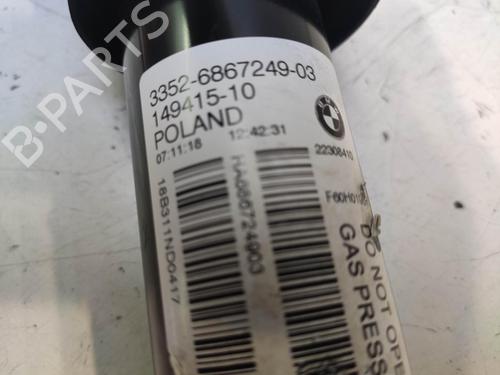 3352-6867249-03
149415-10
POLAND
07:11:18 12:42:31
22308410
18B311ND0417
DO NOT OPE
GAS PRESS
B-PARTS